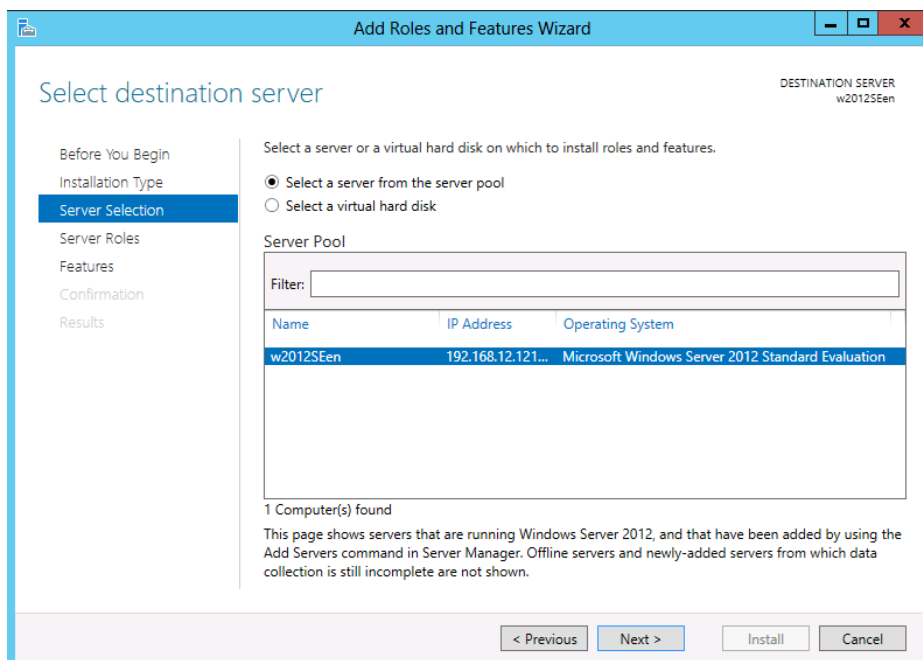 Add Roles and Features Wizard
Select destination server
DESTINATION SERVER
w2012SEen
Before You Begin
Installation Type
Server Selection
Server Roles
Features
Confirmation
Results
Select a server or a virtual hard disk on which to install roles and features.
Select a server from the server pool
Select a virtual hard disk
Server Pool
Filter:
Name IP Address Operating System
w2012SEen 192.168.12.121... Microsoft Windows Server 2012 Standard Evaluation
1 Computer(s) found
This page shows servers that are running Windows Server 2012, and that have been added by using the
Add Servers command in Server Manager. Offline servers and newly-added servers from which data
collection is still incomplete are not shown.
< Previous Next > Install Cancel